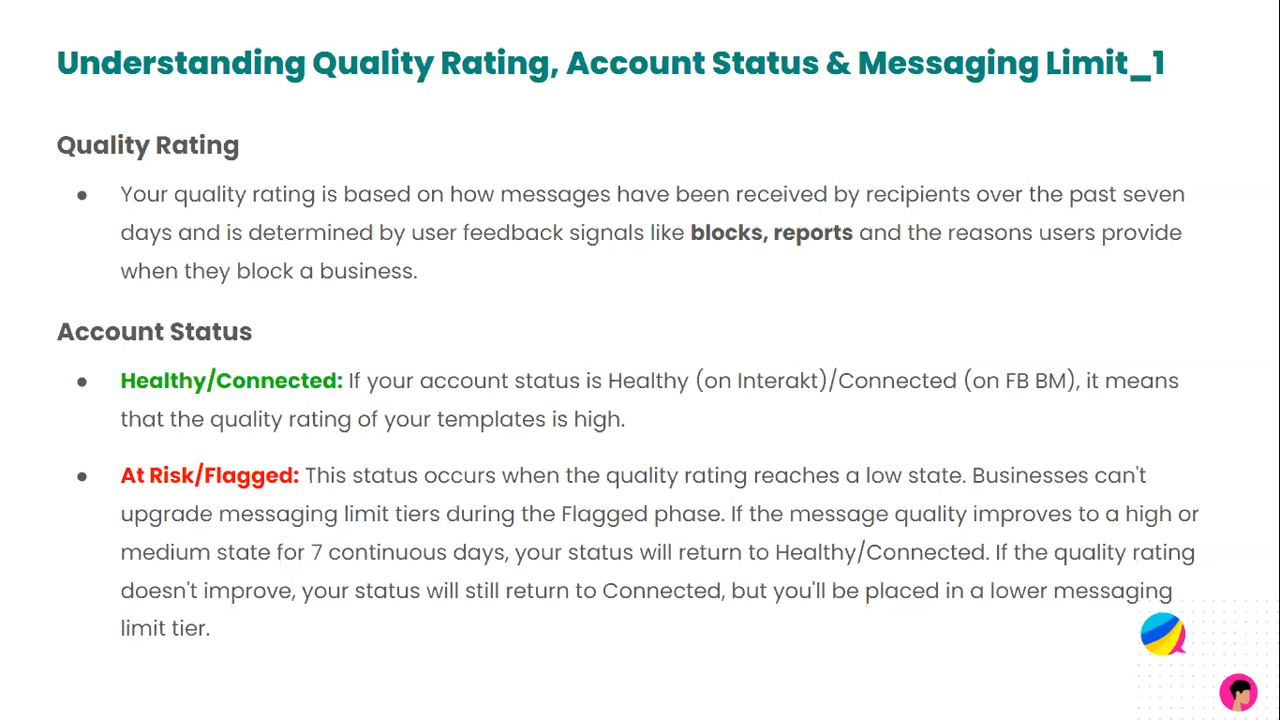 Understanding Quality Rating, Account Status & Messaging Limit_1
Quality Rating
● Your quality rating is based on how messages have been received by recipients over the past seven
days and is determined by user feedback signals like blocks, reports and the reasons users provide
when they block a business.
Account Status
● Healthy/Connected: If your account status is Healthy (on Interakt)/Connected (on FB BM), it means
that the quality rating of your templates is high.
● At Risk/Flagged: This status occurs when the quality rating reaches a low state. Businesses can't
upgrade messaging limit tiers during the Flagged phase. If the message quality improves to a high or
medium state for 7 continuous days, your status will return to Healthy/Connected. If the quality rating
doesn't improve, your status will still return to Connected, but you'll be placed in a lower messaging
limit tier.